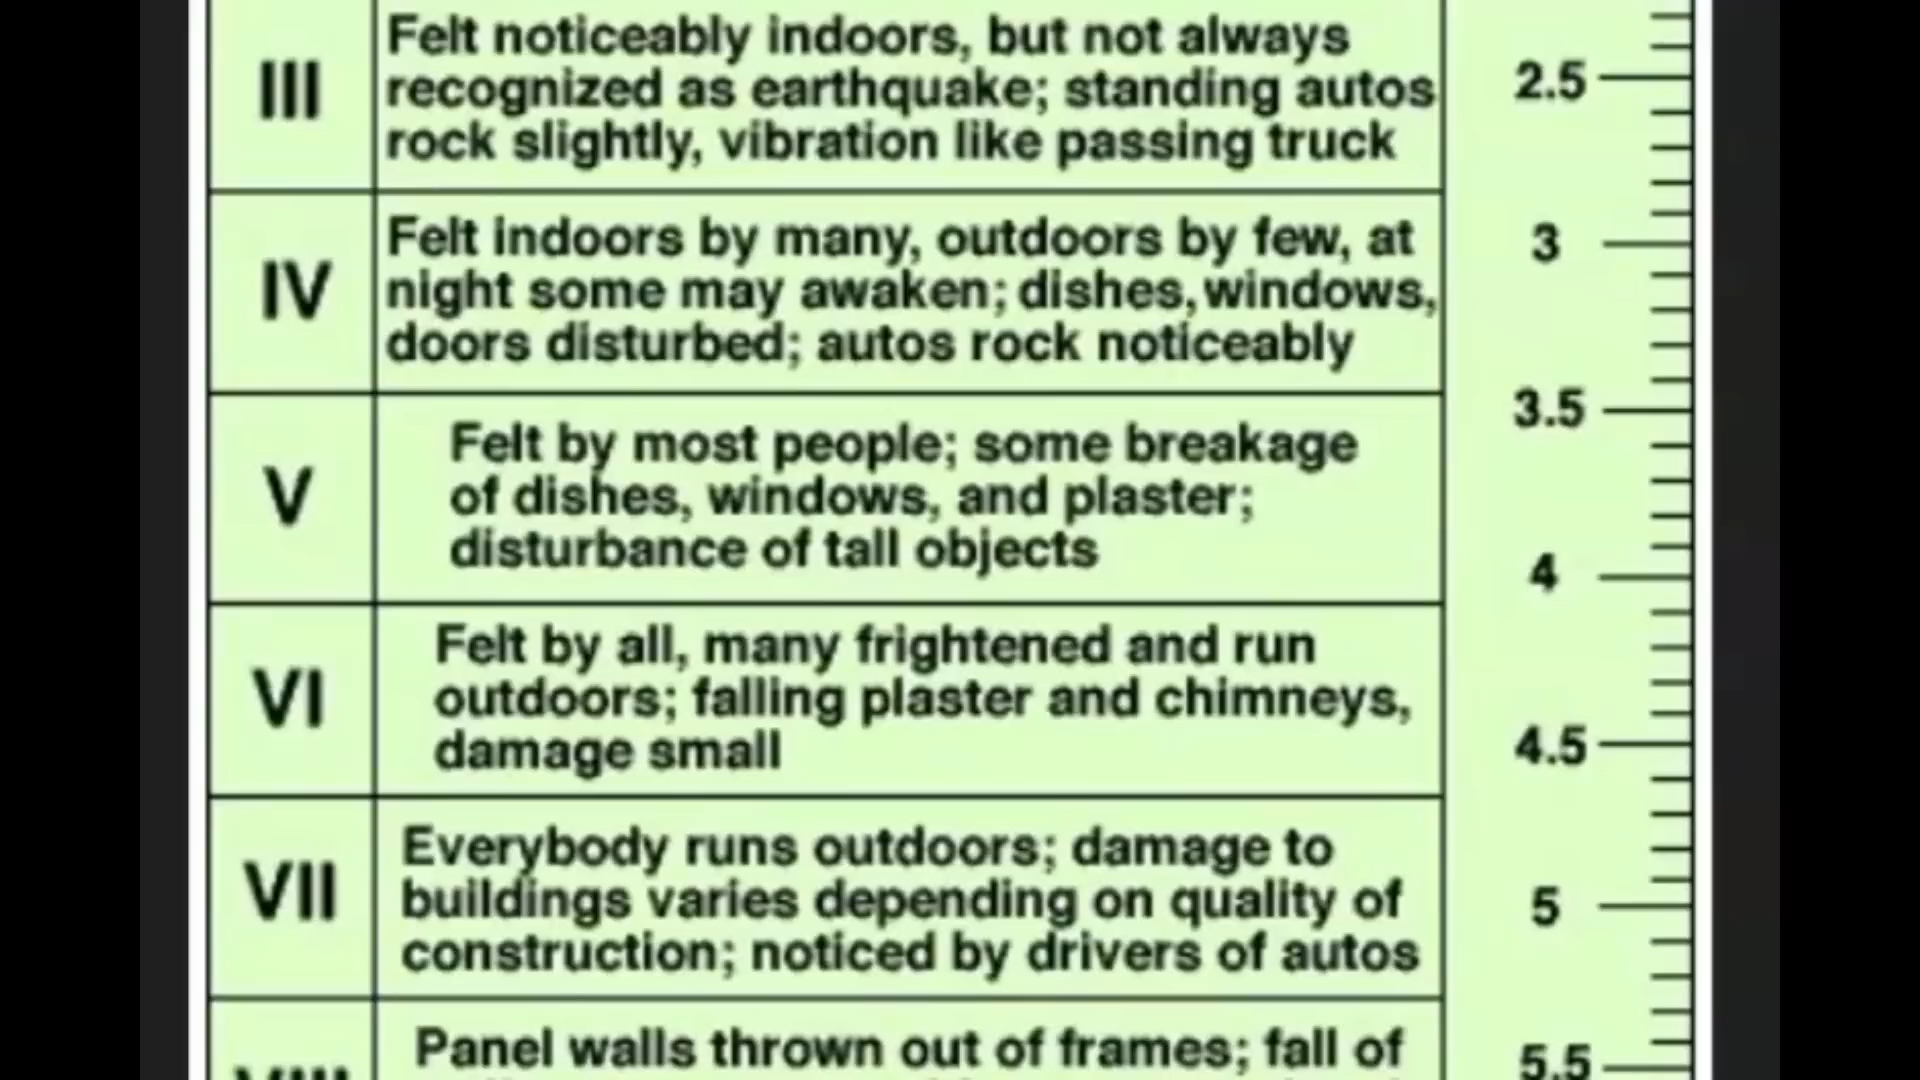 III
Felt noticeably indoors, but not always
recognized as earthquake; standing autos
rock slightly, vibration like passing truck
2.5
IV
Felt indoors by many, outdoors by few, at
night some may awaken; dishes, windows,
doors disturbed; autos rock noticeably
3
3.5
V
Felt by most people; some breakage
of dishes, windows, and plaster;
disturbance of tall objects
4
VI
Felt by all, many frightened and run
outdoors; falling plaster and chimneys,
damage small
4.5
VII
Everybody runs outdoors; damage to
buildings varies depending on quality of
construction; noticed by drivers of autos
5
VIII
Panel walls thrown out of frames; fall of
5.5